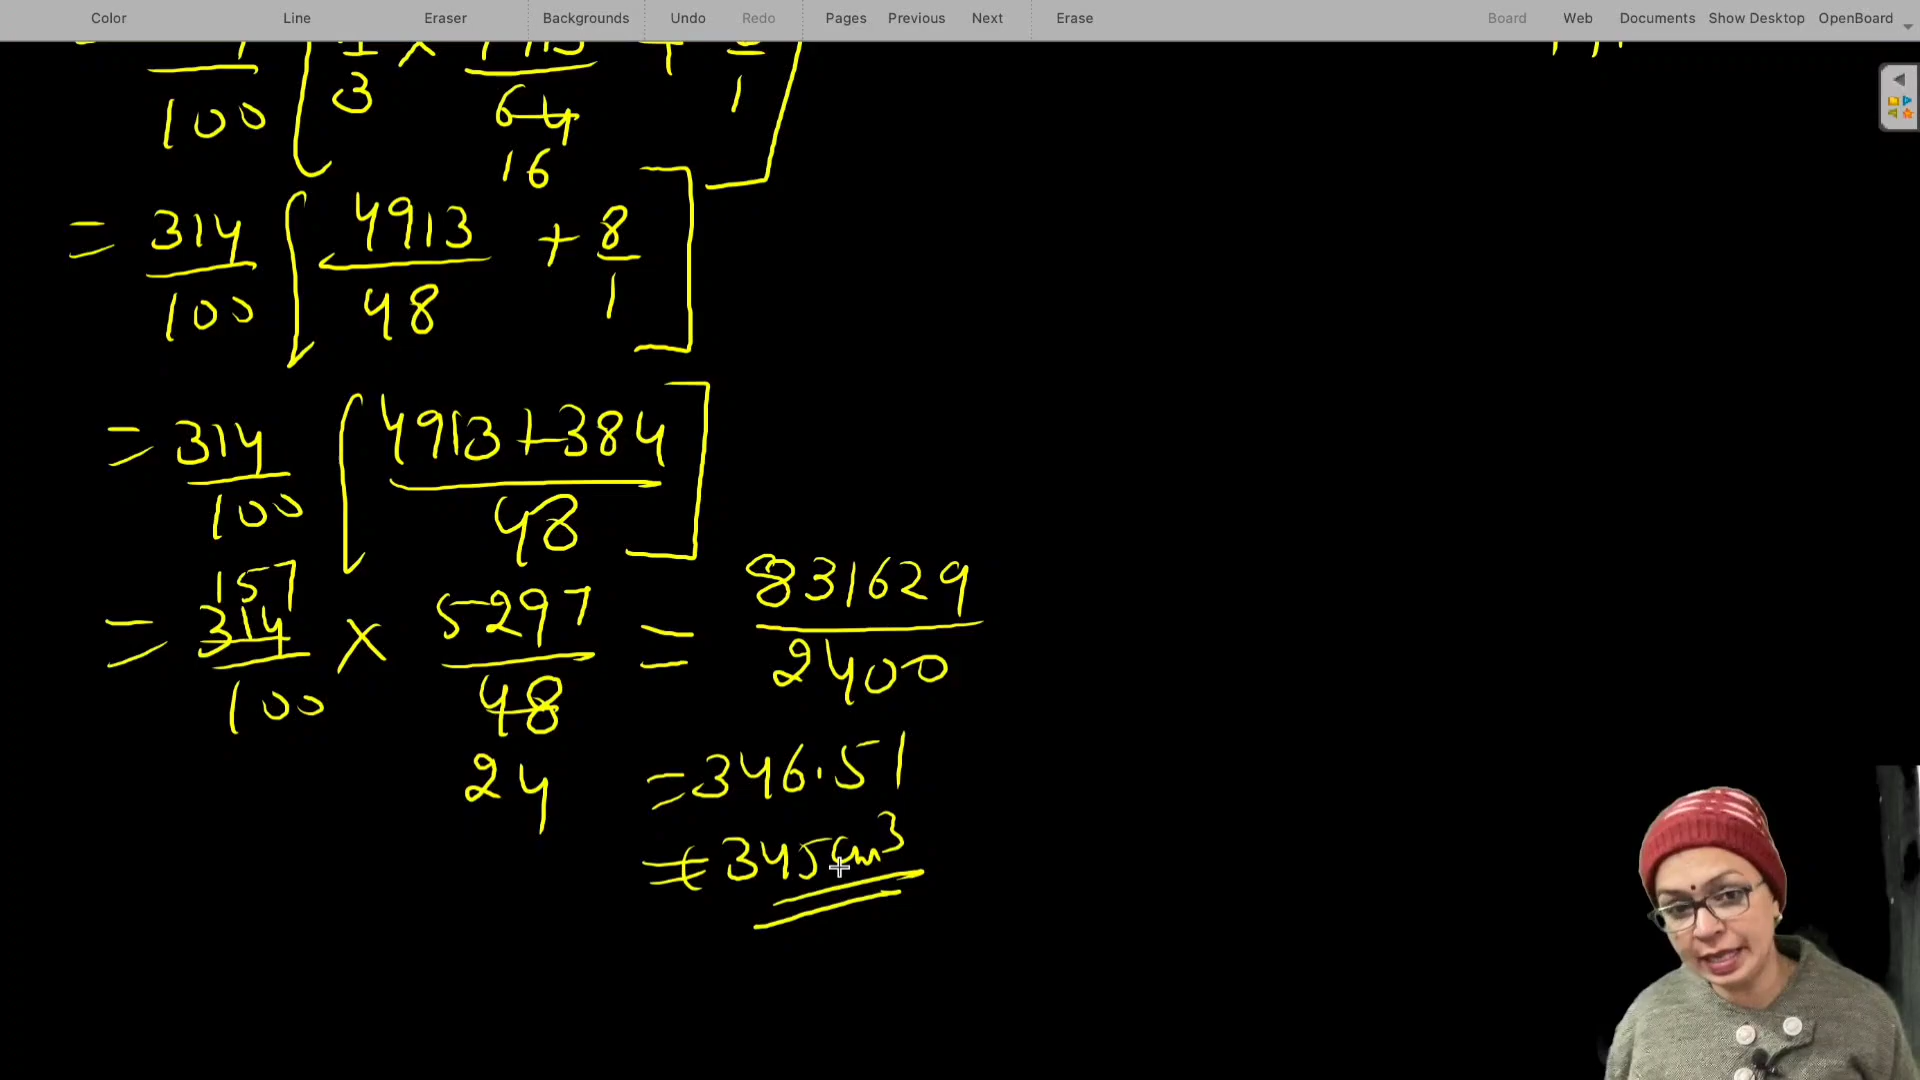 Color Line Eraser Backgrounds Undo Redo Pages Previous Next Erase Board Web Documents Show Desktop OpenBoard
100 [ 3 × 64 + 1 ]
16
= 314/100 [ 4913/48 + 8/1 ]
= 314/100 [ 4913+384/48 ]
157
= 314/100 × 5297/48 = 831629/2400
24
= 346.51
≠ 345 cm³